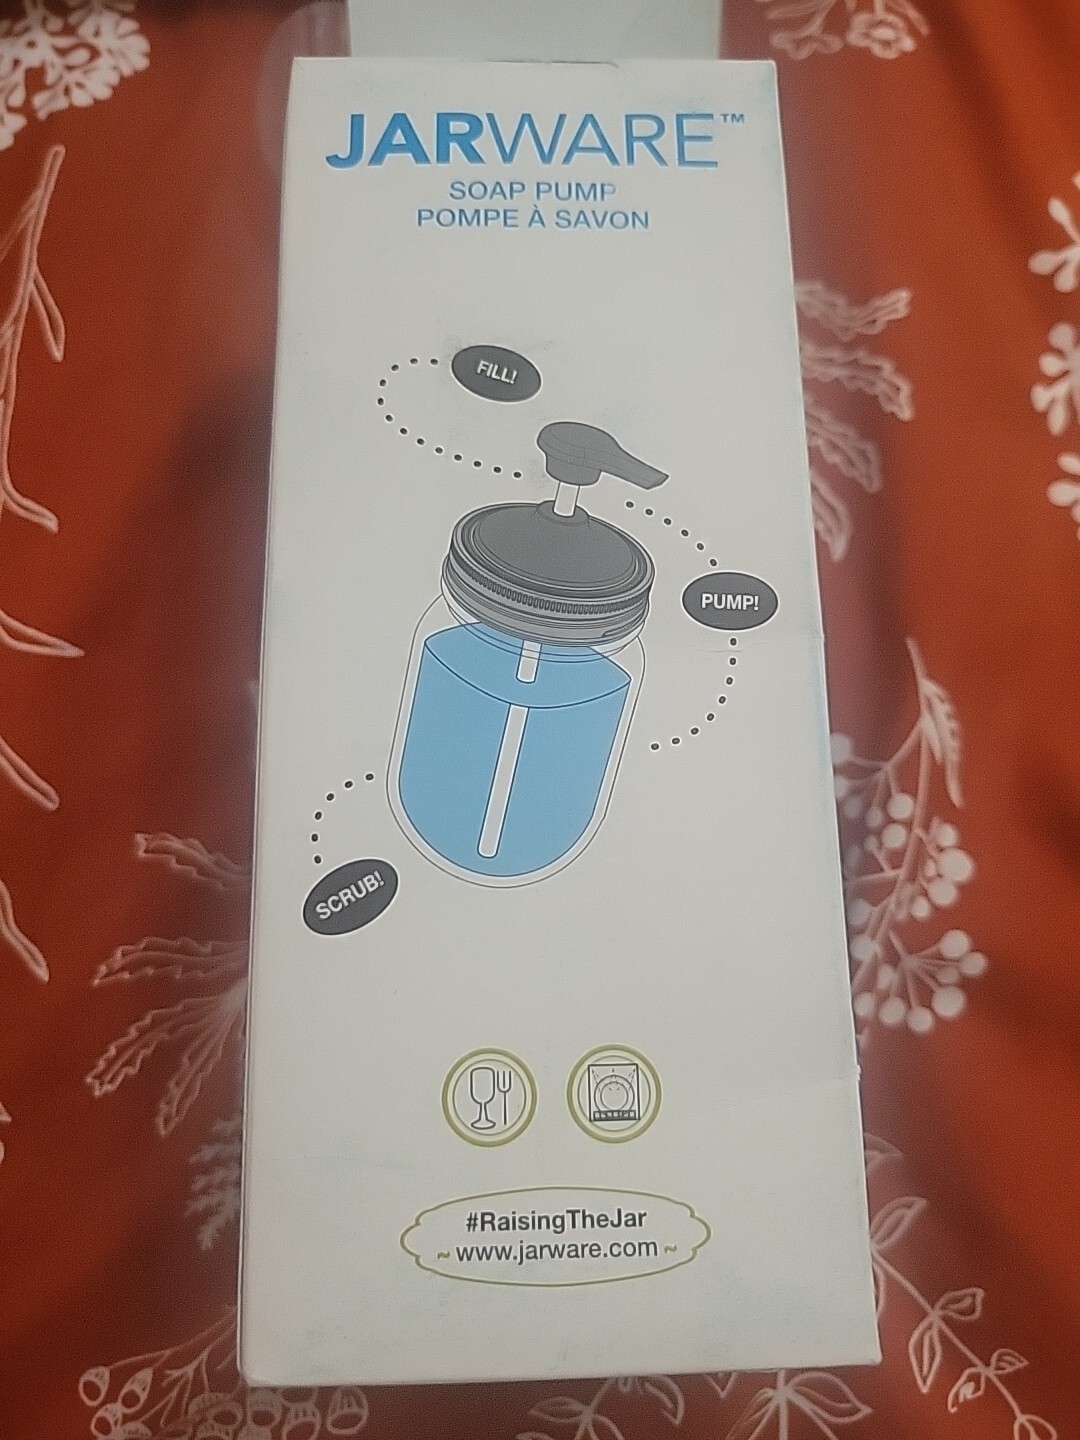 JARWARE™
SOAP PUMP
POMPE À SAVON
FILL!
PUMP!
SCRUB!
#RaisingTheJar
~ www.jarware.com ~